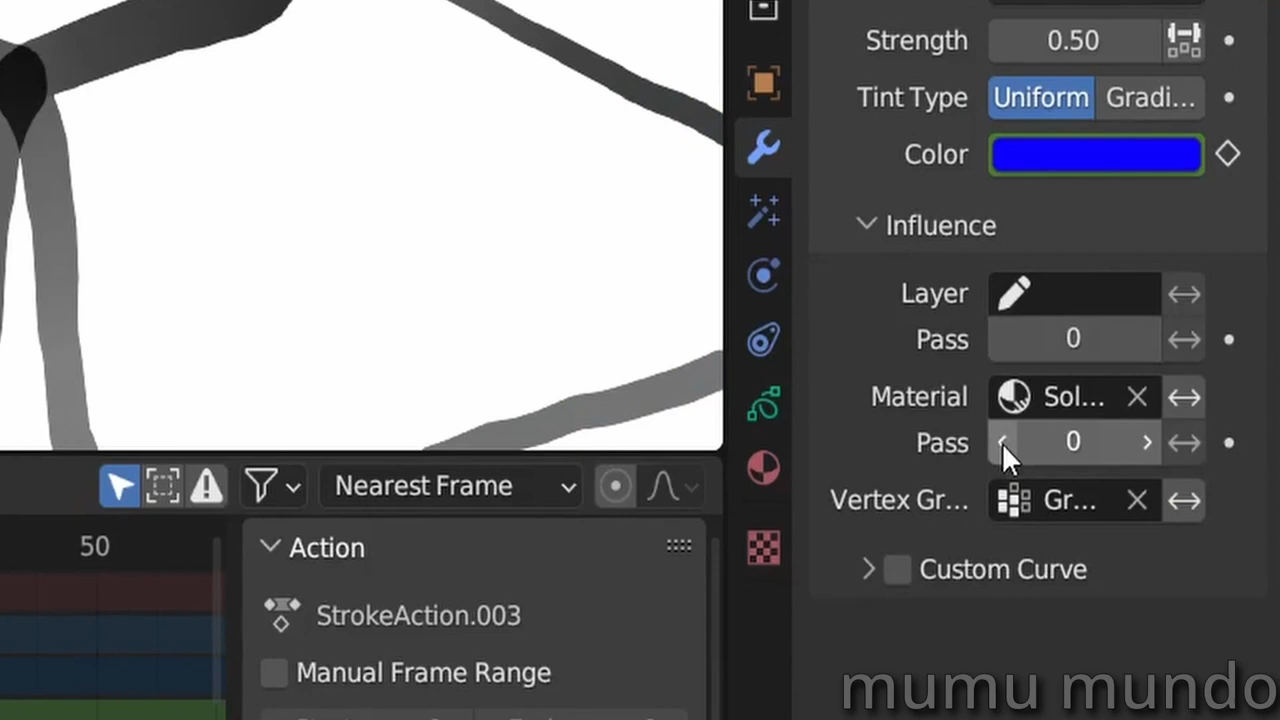 Strength 0.50
Tint Type Uniform Gradi...
Color
Influence
Layer
Pass 0
Material Sol...
Pass 0
Vertex Gr... Gr...
Custom Curve
Nearest Frame
50
Action
StrokeAction.003
Manual Frame Range
mumu mundo